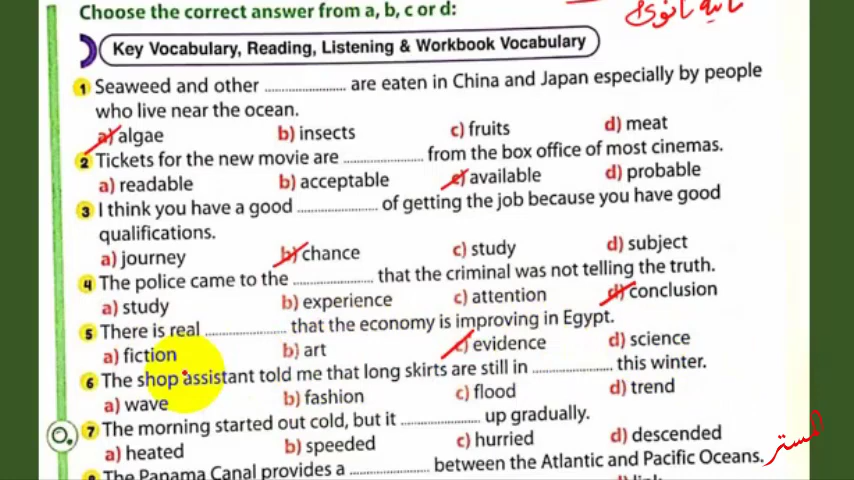 Choose the correct answer from a, b, c or d:
ثانية ثانوي
Key Vocabulary, Reading, Listening & Workbook Vocabulary
1 Seaweed and other .................... are eaten in China and Japan especially by people
who live near the ocean.
a) algae b) insects c) fruits d) meat
2 Tickets for the new movie are .................... from the box office of most cinemas.
a) readable b) acceptable c) available d) probable
3 I think you have a good .................... of getting the job because you have good
qualifications.
a) journey b) chance c) study d) subject
4 The police came to the .................... that the criminal was not telling the truth.
a) study b) experience c) attention d) conclusion
5 There is real .................... that the economy is improving in Egypt.
a) fiction b) art c) evidence d) science
6 The shop assistant told me that long skirts are still in .................... this winter.
a) wave b) fashion c) flood d) trend
7 The morning started out cold, but it .................... up gradually.
a) heated b) speeded c) hurried d) descended
المستر
8 The Panama Canal provides a .................... between the Atlantic and Pacific Oceans.
d) link